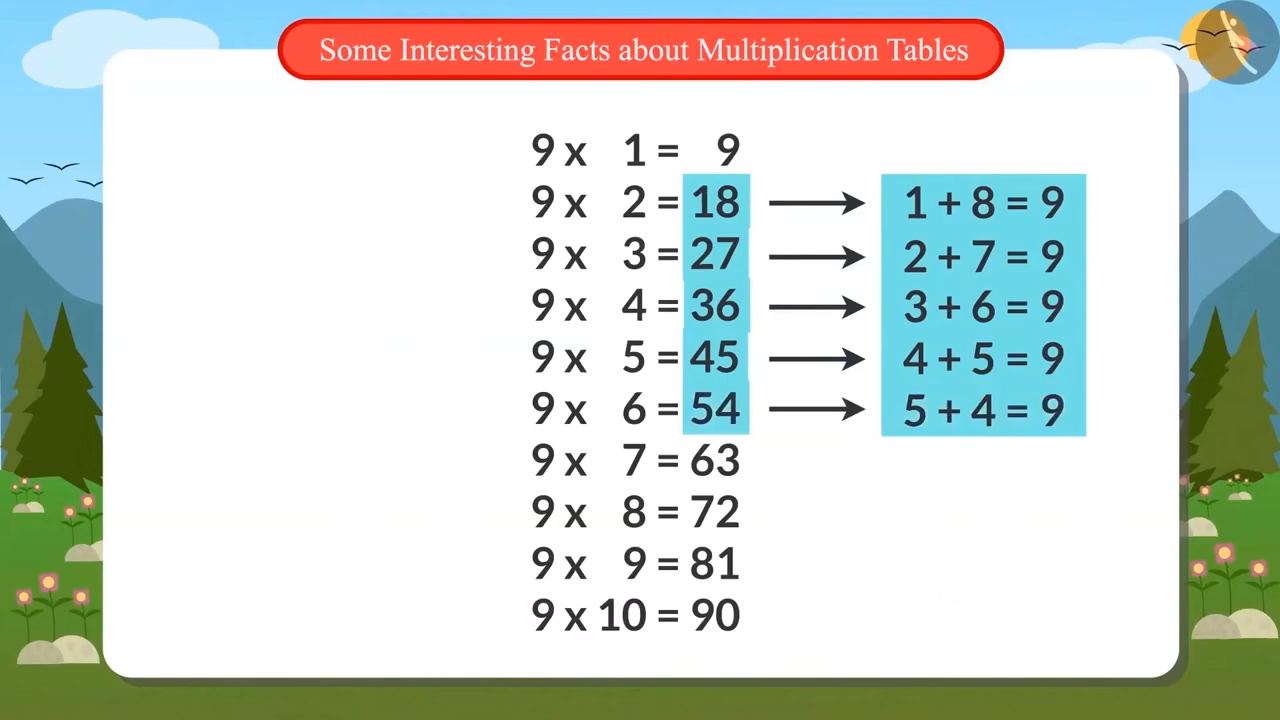 Some Interesting Facts about Multiplication Tables
9 x 1 = 9
9 x 2 = 18 → 1 + 8 = 9
9 x 3 = 27 → 2 + 7 = 9
9 x 4 = 36 → 3 + 6 = 9
9 x 5 = 45 → 4 + 5 = 9
9 x 6 = 54 → 5 + 4 = 9
9 x 7 = 63
9 x 8 = 72
9 x 9 = 81
9 x 10 = 90